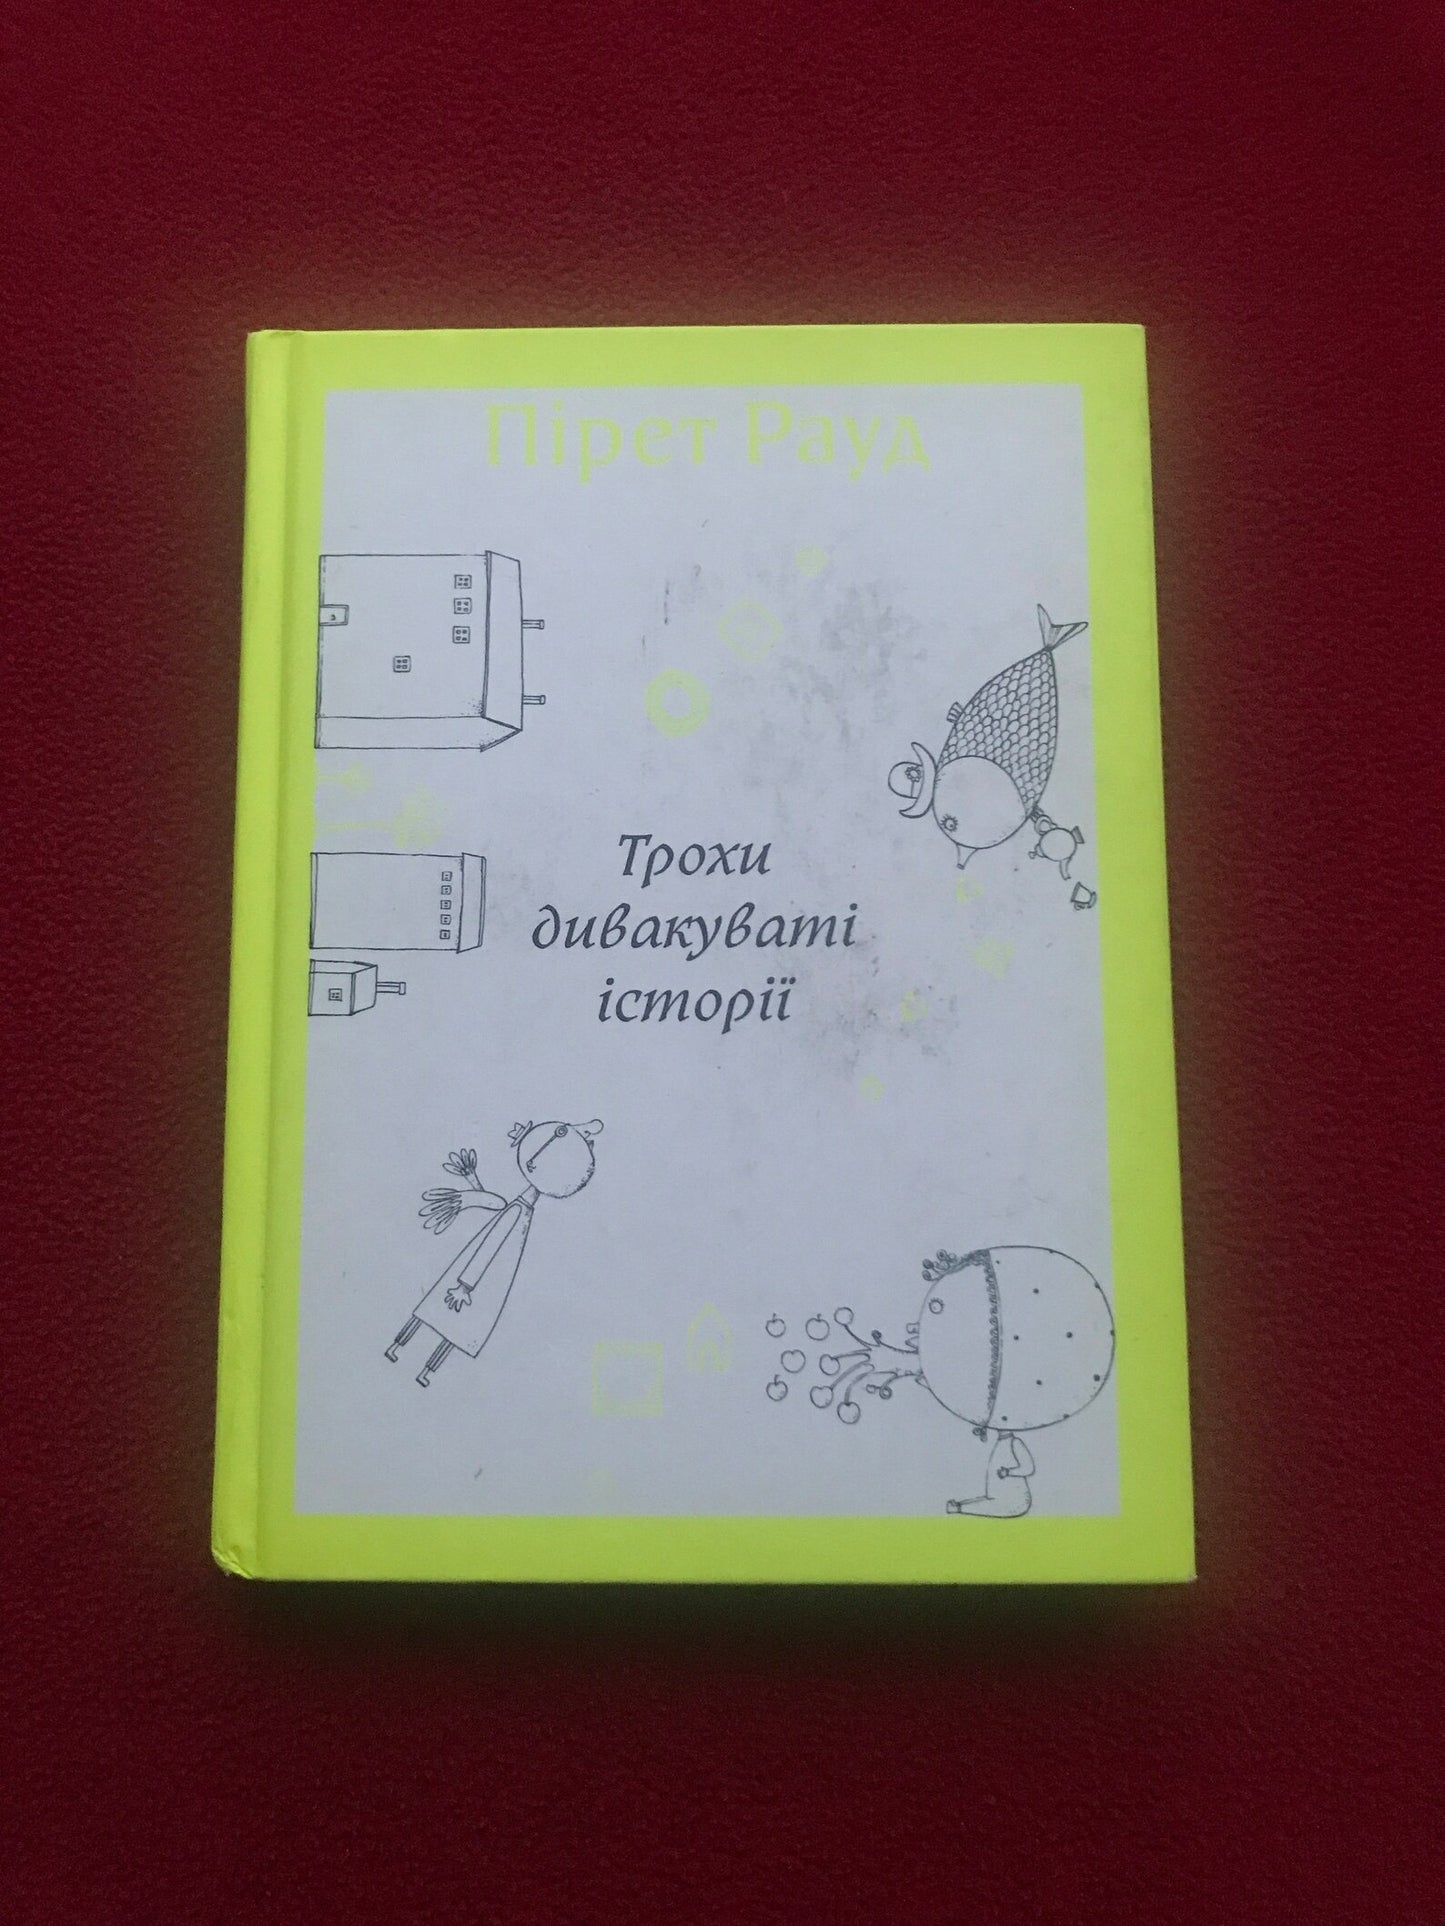 Пірет Рауд
Трохи
дивакуваті
історії